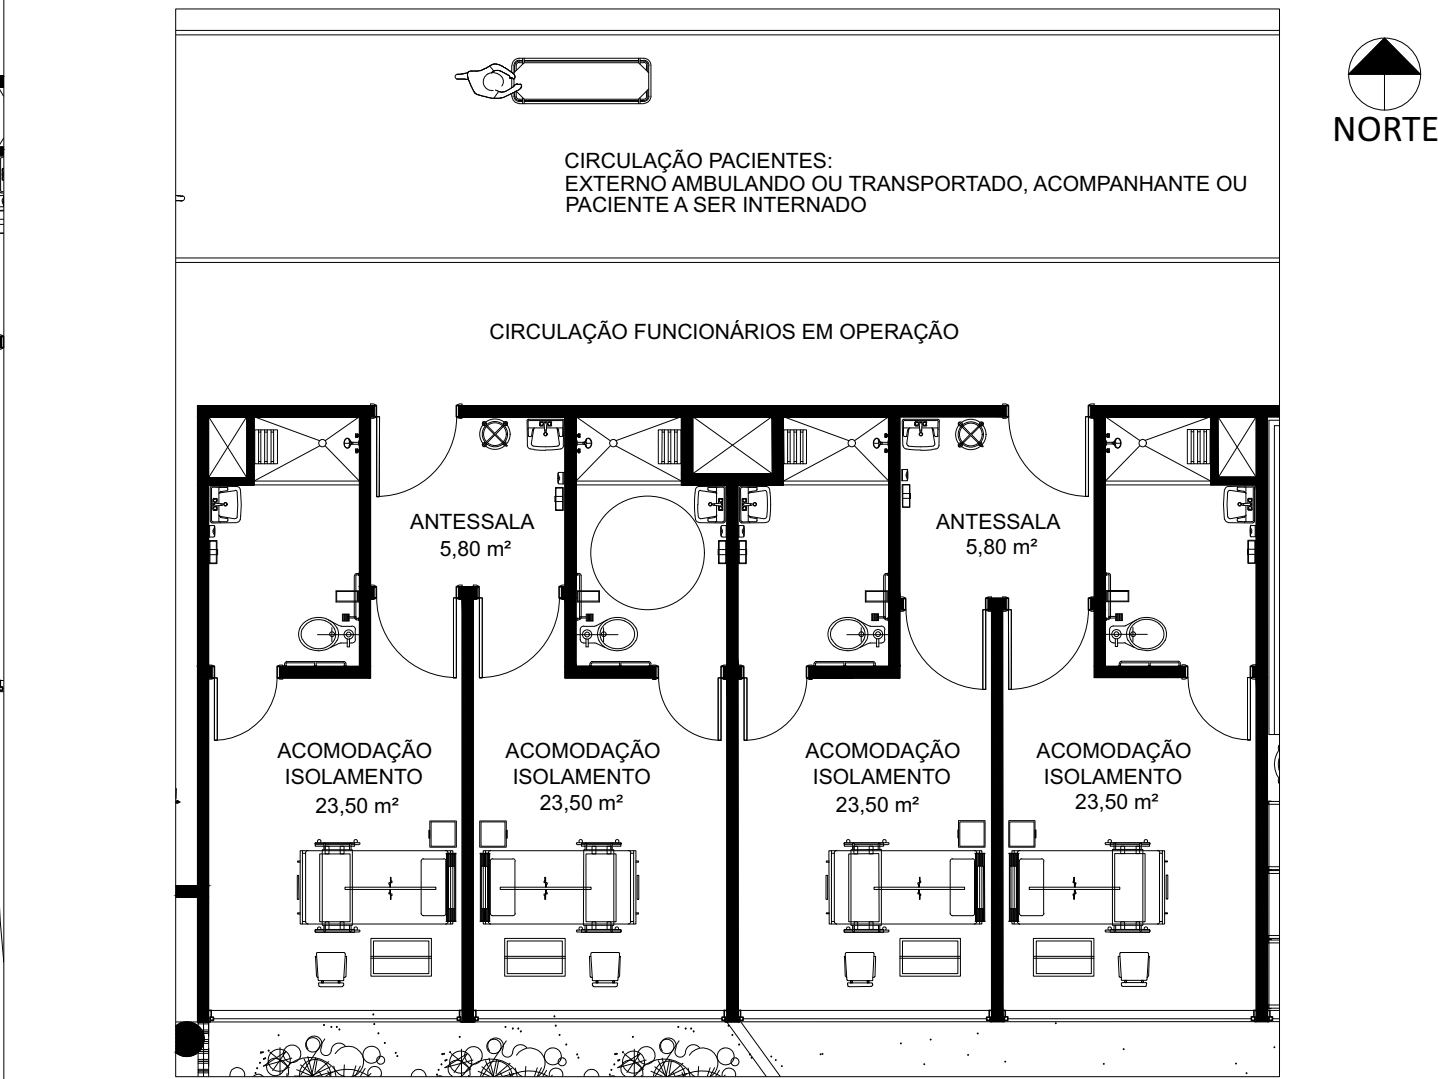 NORTE
CIRCULAÇÃO PACIENTES:
EXTERNO AMBULANDO OU TRANSPORTADO, ACOMPANHANTE OU
PACIENTE A SER INTERNADO
CIRCULAÇÃO FUNCIONÁRIOS EM OPERAÇÃO
ANTESSALA
5,80 m²
ANTESSALA
5,80 m²
ACOMODAÇÃO
ISOLAMENTO
23,50 m²
ACOMODAÇÃO
ISOLAMENTO
23,50 m²
ACOMODAÇÃO
ISOLAMENTO
23,50 m²
ACOMODAÇÃO
ISOLAMENTO
23,50 m²